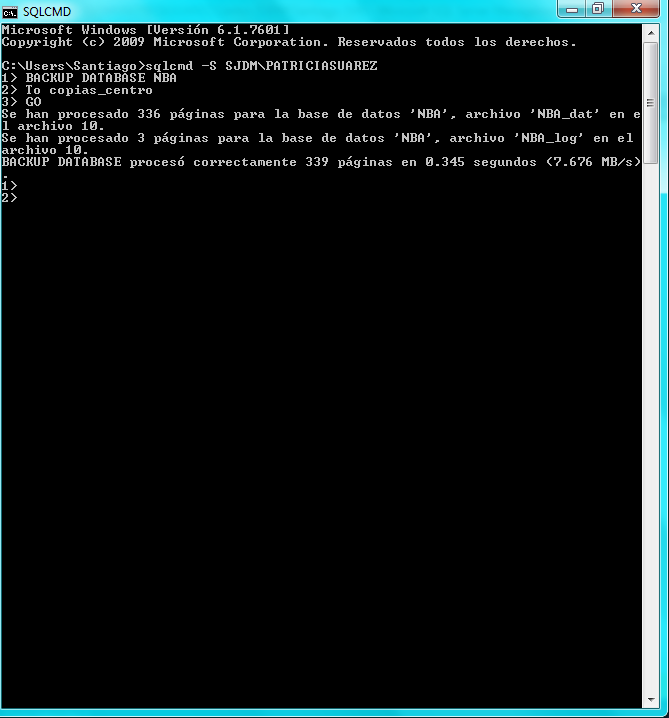 SQLCMD
Microsoft Windows [Versión 6.1.7601]
Copyright (c) 2009 Microsoft Corporation. Reservados todos los derechos.
C:\Users\Santiago>sqlcmd -S SJDM\PATRICIASUAREZ
1> BACKUP DATABASE NBA
2> To copias_centro
3> GO
Se han procesado 336 páginas para la base de datos 'NBA', archivo 'NBA_dat' en e
l archivo 10.
Se han procesado 3 páginas para la base de datos 'NBA', archivo 'NBA_log' en el
archivo 10.
BACKUP DATABASE procesó correctamente 339 páginas en 0.345 segundos (7.676 MB/s)
.
1>
2>